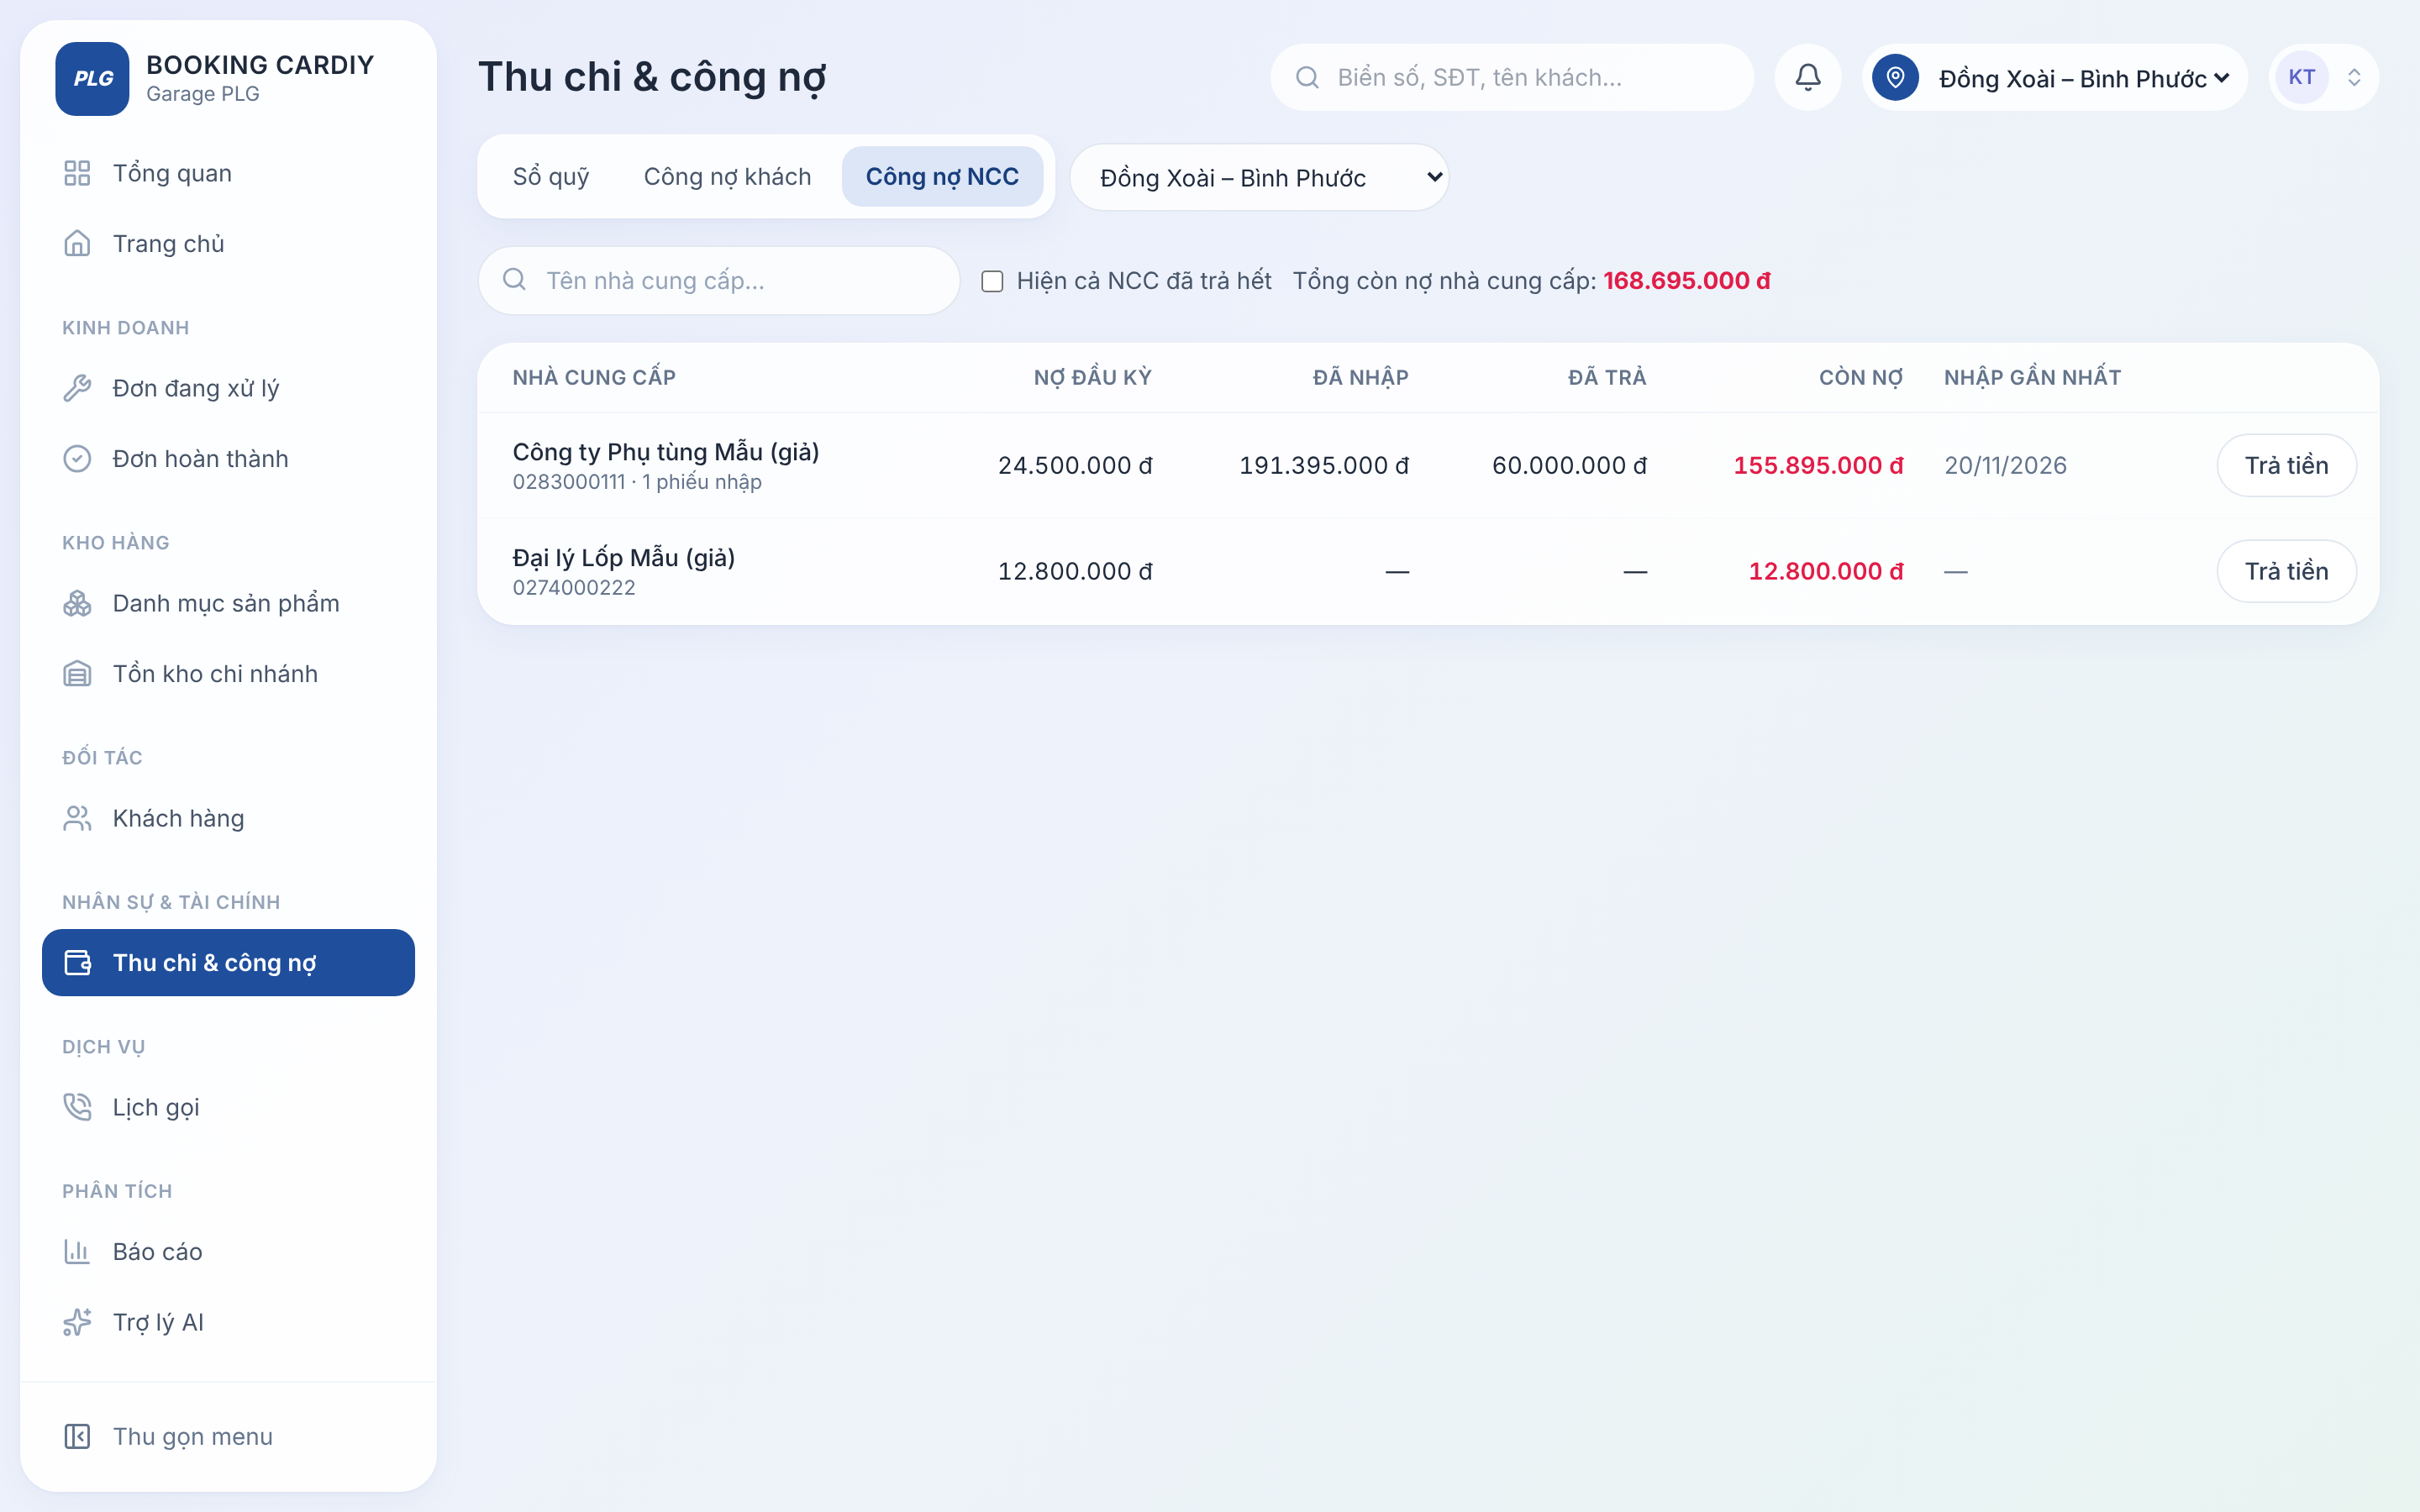 PLG
BOOKING CARDIY
Garage PLG
Tổng quan
Trang chủ
KINH DOANH
Đơn đang xử lý
Đơn hoàn thành
KHO HÀNG
Danh mục sản phẩm
Tồn kho chi nhánh
ĐỐI TÁC
Khách hàng
NHÂN SỰ & TÀI CHÍNH
Thu chi & công nợ
DỊCH VỤ
Lịch gọi
PHÂN TÍCH
Báo cáo
Trợ lý AI
Thu gọn menu
Thu chi & công nợ
Biển số, SĐT, tên khách...
Đồng Xoài – Bình Phước
KT
Sổ quỹ
Công nợ khách
Công nợ NCC
Đồng Xoài – Bình Phước
Tên nhà cung cấp...
Hiện cả NCC đã trả hết
Tổng còn nợ nhà cung cấp: 168.695.000 đ
NHÀ CUNG CẤP NỢ ĐẦU KỲ ĐÃ NHẬP ĐÃ TRẢ CÒN NỢ NHẬP GẦN NHẤT
Công ty Phụ tùng Mẫu (giả)
0283000111 · 1 phiếu nhập
24.500.000 đ 191.395.000 đ 60.000.000 đ 155.895.000 đ 20/11/2026 Trả tiền
Đại lý Lốp Mẫu (giả)
0274000222
12.800.000 đ — — 12.800.000 đ — Trả tiền